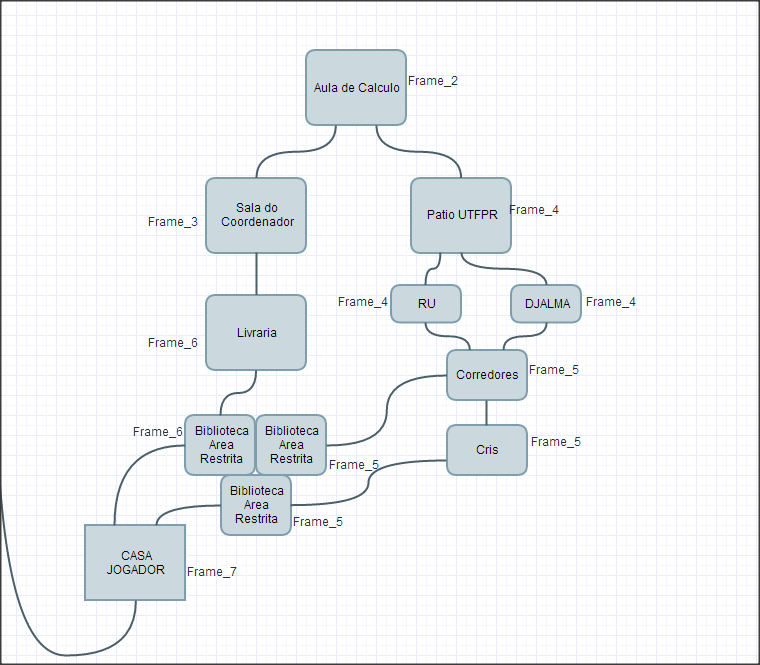 Aula de Calculo
Frame_2
Sala do
Coordenador
Frame_3
Patio UTFPR
Frame_4
Frame_4
RU
DJALMA
Frame_4
Livraria
Frame_6
Corredores
Frame_5
Frame_6
Biblioteca
Area
Restrita
Biblioteca
Area
Restrita
Frame_5
Cris
Frame_5
Biblioteca
Area
Restrita
Frame_5
CASA
JOGADOR
Frame_7